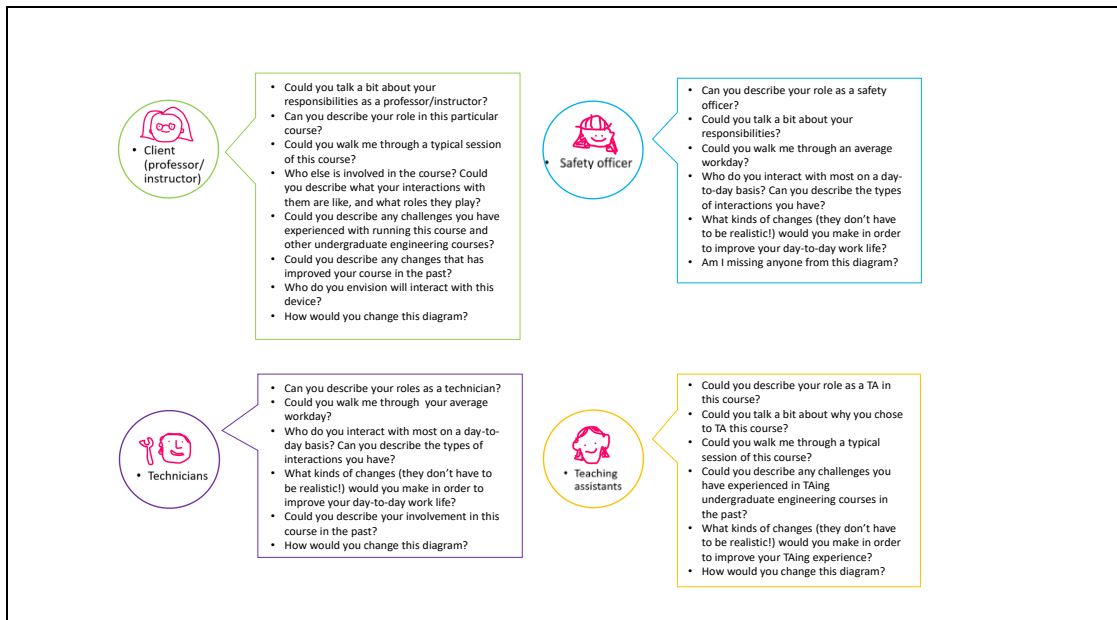 • Client
(professor/
instructor)
• Could you talk a bit about your
responsibilities as a professor/instructor?
• Can you describe your role in this particular
course?
• Could you walk me through a typical session
of this course?
• Who else is involved in the course? Could
you describe what your interactions with
them are like, and what roles they play?
• Could you describe any challenges you have
experienced with running this course and
other undergraduate engineering courses?
• Could you describe any changes that has
improved your course in the past?
• Who do you envision will interact with this
device?
• How would you change this diagram?
• Safety officer
• Can you describe your role as a safety
officer?
• Could you talk a bit about your
responsibilities?
• Could you walk me through an average
workday?
• Who do you interact with most on a day-
to-day basis? Can you describe the types
of interactions you have?
• What kinds of changes (they don't have
to be realistic!) would you make in order
to improve your day-to-day work life?
• Am I missing anyone from this diagram?
• Technicians
• Can you describe your roles as a technician?
• Could you walk me through your average
workday?
• Who do you interact with most on a day-to-
day basis? Can you describe the types of
interactions you have?
• What kinds of changes (they don't have to
be realistic!) would you make in order to
improve your day-to-day work life?
• Could you describe your involvement in this
course in the past?
• How would you change this diagram?
• Teaching
assistants
• Could you describe your role as a TA in
this course?
• Could you talk a bit about why you chose
to TA this course?
• Could you walk me through a typical
session of this course?
• Could you describe any challenges you
have experienced in TAing
undergraduate engineering courses in
the past?
• What kinds of changes (they don't have
to be realistic!) would you make in order
to improve your TAing experience?
• How would you change this diagram?